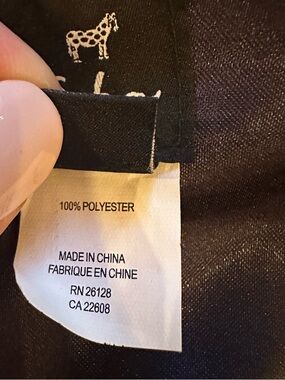 100% POLYESTER
MADE IN CHINA
FABRIQUE EN CHINE
RN 26128
CA 22608